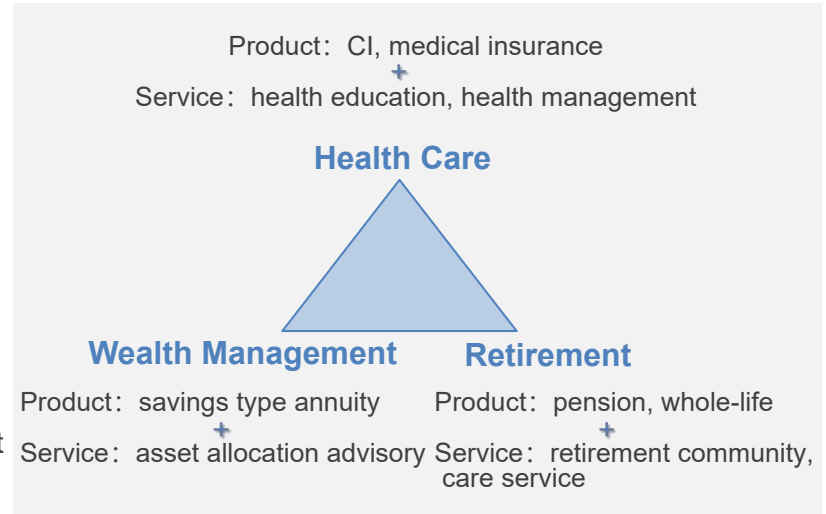 Product：CI, medical insurance
+
Service：health education, health management
Health Care
Wealth Management
Retirement
Product：savings type annuity
+
Service：asset allocation advisory
Product：pension, whole-life
+
Service：retirement community,
care service
t